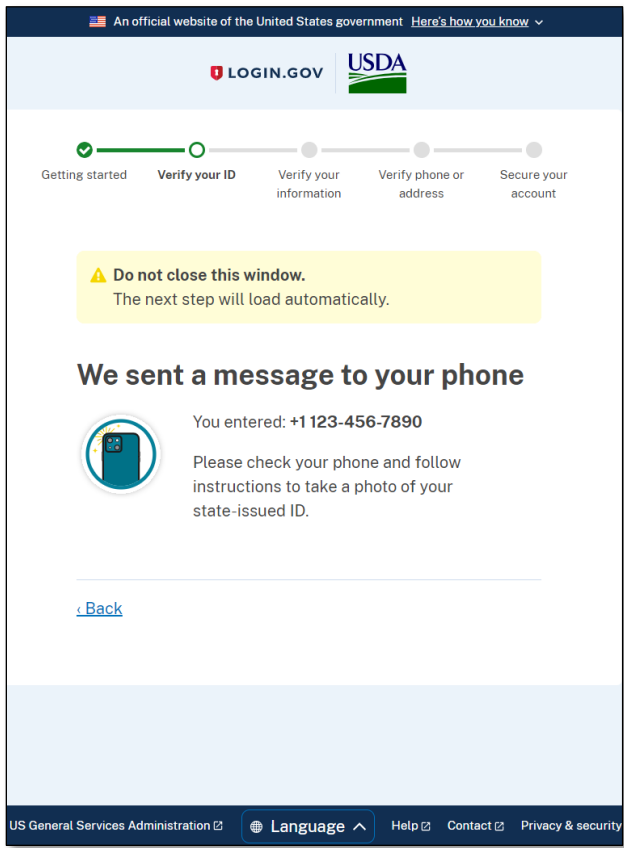 An official website of the United States government Here's how you know
LOGIN.GOV USDA
Getting started Verify your ID Verify your information Verify phone or address Secure your account
Do not close this window.
The next step will load automatically.
We sent a message to your phone
You entered: +1 123-456-7890
Please check your phone and follow
instructions to take a photo of your
state-issued ID.
‹ Back
US General Services Administration Language Help Contact Privacy & security